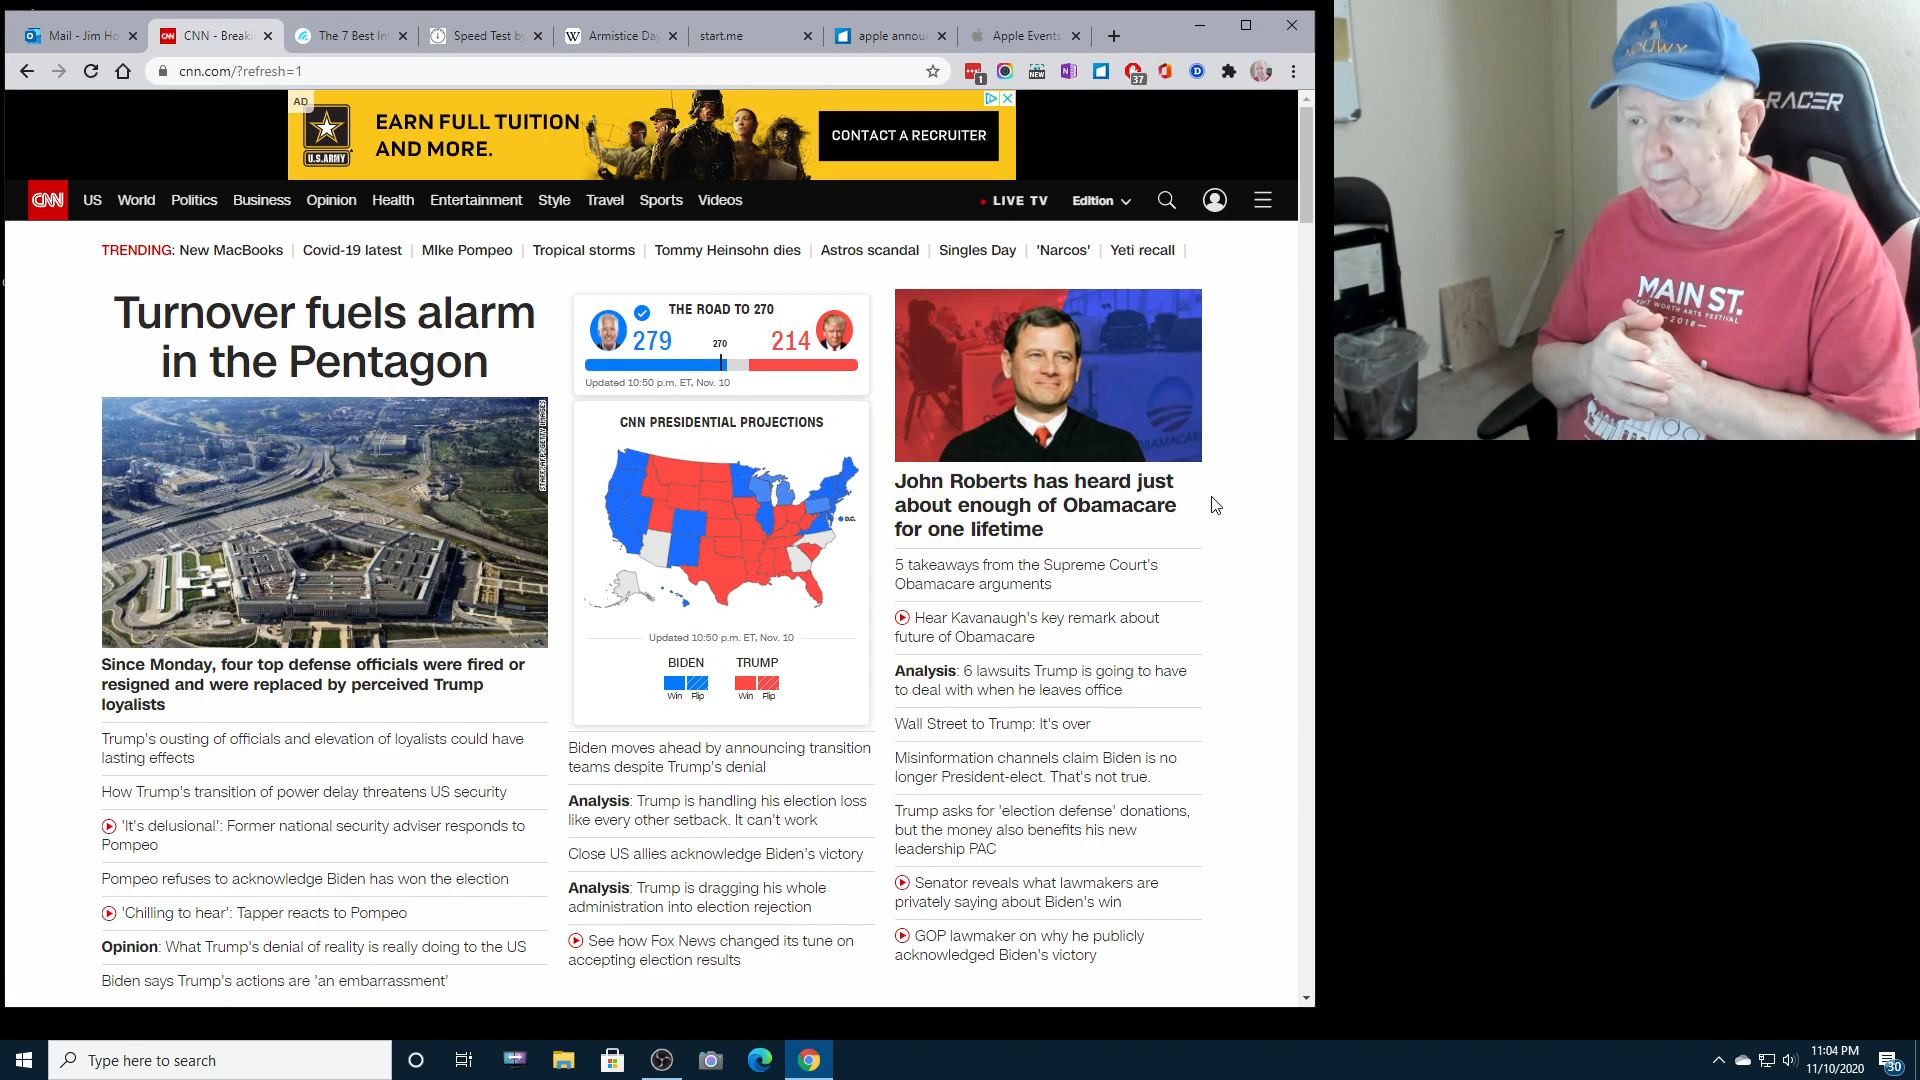 Mail - Jim Ho
CNN - Breaki
The 7 Best In
Speed Test by
W Armistice Da
start.me
apple annou
Apple Events
cnn.com/?refresh=1
1
NEW
37
D
AD
U.S.ARMY
EARN FULL TUITION
AND MORE.
CONTACT A RECRUITER
CNN US World Politics Business Opinion Health Entertainment Style Travel Sports Videos LIVE TV Edition
TRENDING: New MacBooks Covid-19 latest MIke Pompeo Tropical storms Tommy Heinsohn dies Astros scandal Singles Day 'Narcos' Yeti recall
Turnover fuels alarm
in the Pentagon
Since Monday, four top defense officials were fired or
resigned and were replaced by perceived Trump
loyalists
Trump's ousting of officials and elevation of loyalists could have
lasting effects
How Trump's transition of power delay threatens US security
'It's delusional': Former national security adviser responds to
Pompeo
Pompeo refuses to acknowledge Biden has won the election
'Chilling to hear': Tapper reacts to Pompeo
Opinion: What Trump's denial of reality is really doing to the US
Biden says Trump's actions are 'an embarrassment'
THE ROAD TO 270
279
270
214
Updated 10:50 p.m. ET, Nov. 10
CNN PRESIDENTIAL PROJECTIONS
D.C.
Updated 10:50 p.m. ET, Nov. 10
BIDEN TRUMP
Win Flip Win Flip
Biden moves ahead by announcing transition
teams despite Trump's denial
Analysis: Trump is handling his election loss
like every other setback. It can't work
Close US allies acknowledge Biden's victory
Analysis: Trump is dragging his whole
administration into election rejection
See how Fox News changed its tune on
accepting election results
OBAMACARE
John Roberts has heard just
about enough of Obamacare
for one lifetime
5 takeaways from the Supreme Court's
Obamacare arguments
Hear Kavanaugh's key remark about
future of Obamacare
Analysis: 6 lawsuits Trump is going to have
to deal with when he leaves office
Wall Street to Trump: It's over
Misinformation channels claim Biden is no
longer President-elect. That's not true.
Trump asks for 'election defense' donations,
but the money also benefits his new
leadership PAC
Senator reveals what lawmakers are
privately saying about Biden's win
GOP lawmaker on why he publicly
acknowledged Biden's victory
RACER
MAIN ST.
FORT WORTH ARTS FESTIVAL
-2018-
Type here to search
11:04 PM
11/10/2020
30